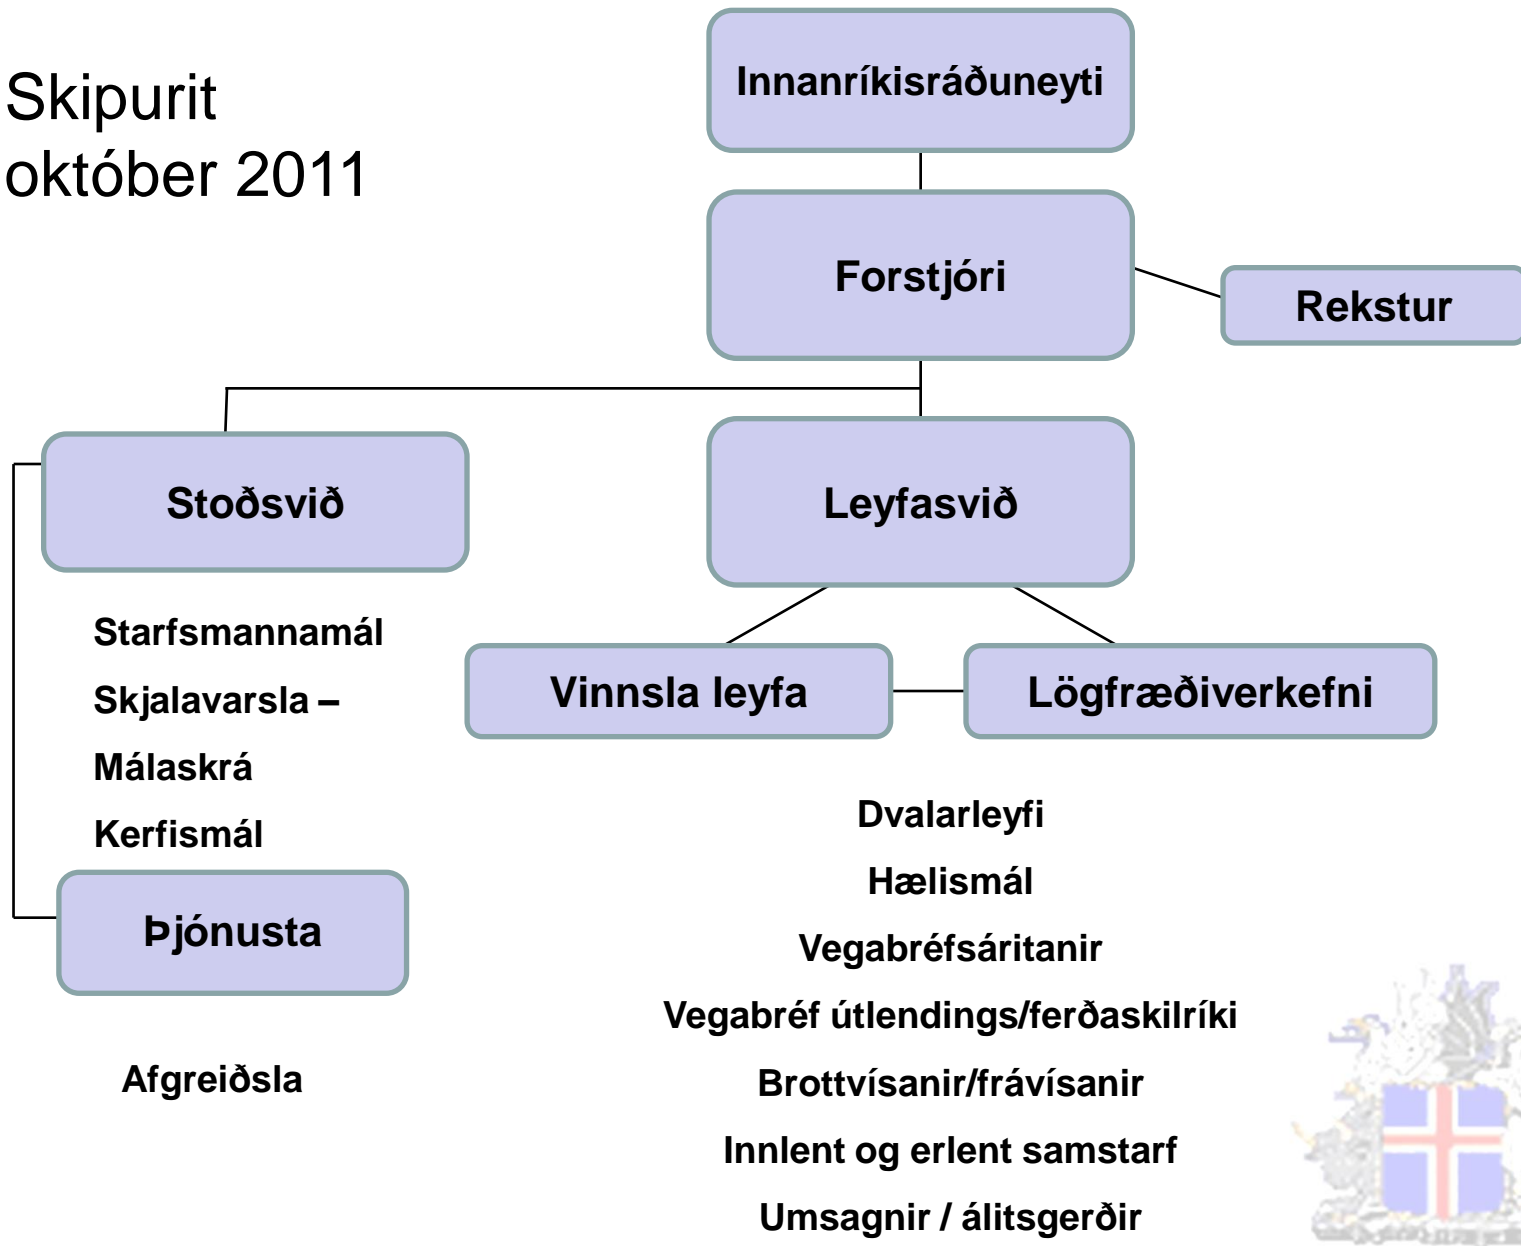 Skipurit
október 2011
Innanríkisráðuneyti
Forstjóri
Rekstur
Stoðsvið
Leyfasvið
Starfsmannamál
Skjalavarsla –
Málaskrá
Kerfismál
Vinnsla leyfa
Lögfræðiverkefni
Þjónusta
Afgreiðsla
Dvalarleyfi
Hælismál
Vegabréfsáritanir
Vegabréf útlendings/ferðaskilríki
Brottvísanir/frávísanir
Innlent og erlent samstarf
Umsagnir / álitsgerðir